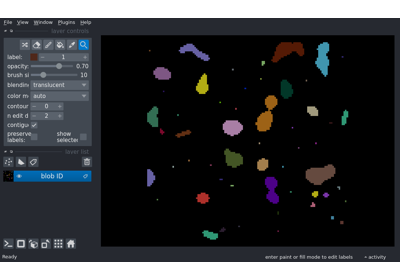 File View Window Plugins Help
layer controls
label: 1
opacity: 0.70
brush si 10
blending translucent
color m auto
contour 0
n edit d 2
contigu
preserve labels: show selected
layer list
blob ID
Ready enter paint or fill mode to edit labels activity